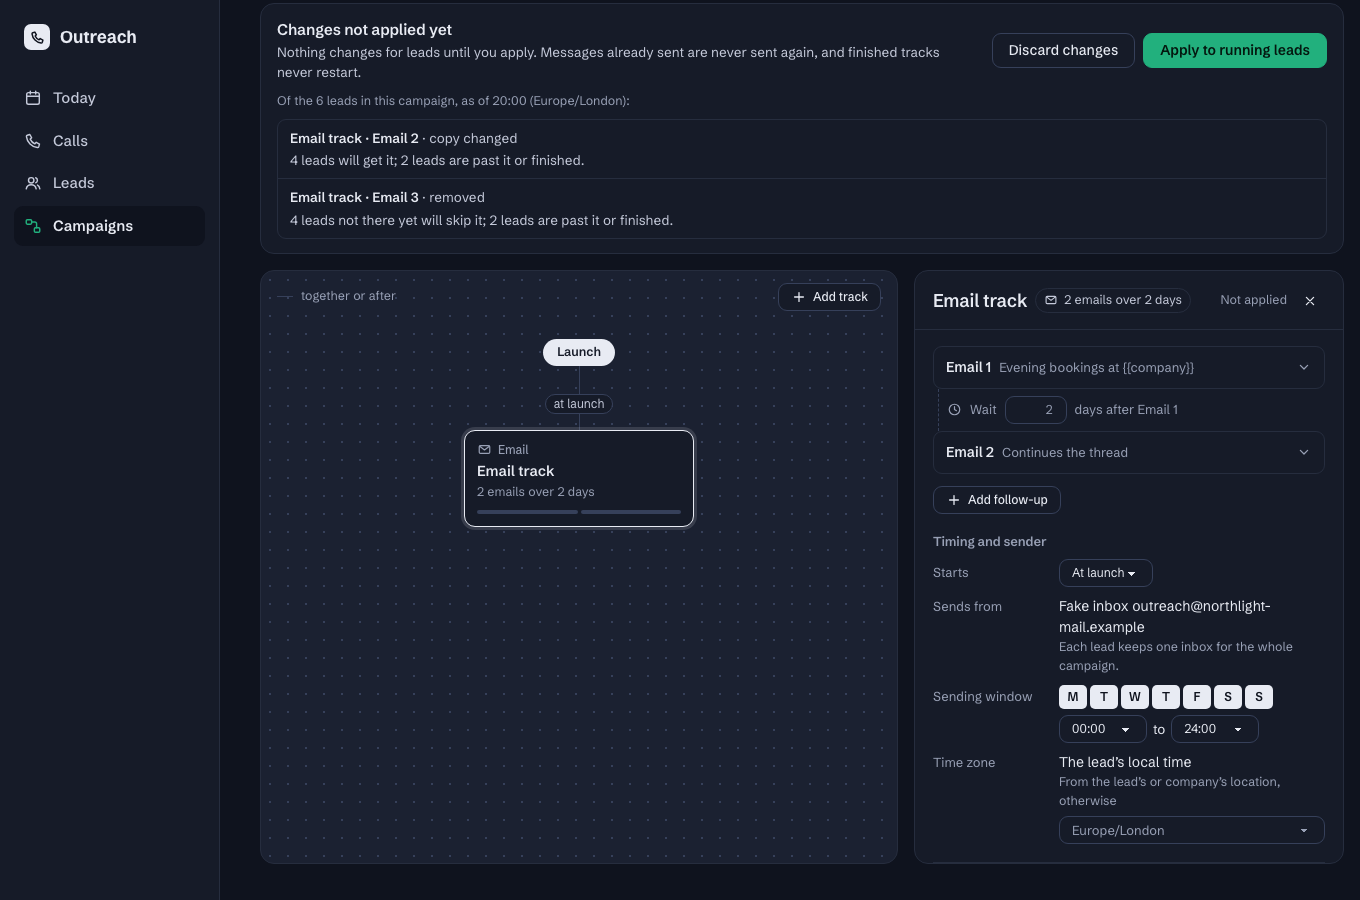 Outreach
Today
Calls
Leads
Campaigns
Changes not applied yet
Nothing changes for leads until you apply. Messages already sent are never sent again, and finished tracks
never restart.
Discard changes
Apply to running leads
Of the 6 leads in this campaign, as of 20:00 (Europe/London):
Email track · Email 2 · copy changed
4 leads will get it; 2 leads are past it or finished.
Email track · Email 3 · removed
4 leads not there yet will skip it; 2 leads are past it or finished.
together or after
+ Add track
Launch
at launch
Email
Email track
2 emails over 2 days
Email track
2 emails over 2 days
Not applied
Email 1 Evening bookings at {{company}}
Wait 2 days after Email 1
Email 2 Continues the thread
+ Add follow-up
Timing and sender
Starts
At launch
Sends from
Fake inbox outreach@northlight-
mail.example
Each lead keeps one inbox for the whole
campaign.
Sending window
M T W T F S S
00:00 to 24:00
Time zone
The lead’s local time
From the lead’s or company’s location,
otherwise
Europe/London